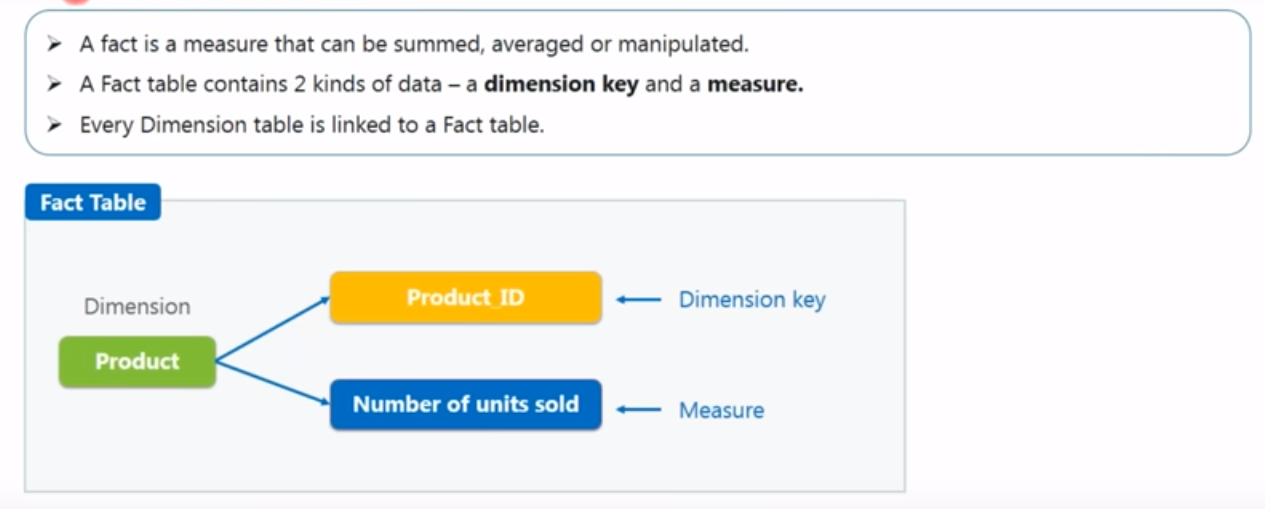 ➤ A fact is a measure that can be summed, averaged or manipulated.
➤ A Fact table contains 2 kinds of data – a dimension key and a measure.
➤ Every Dimension table is linked to a Fact table.
Fact Table
Dimension
Product
Product_ID
Dimension key
Number of units sold
Measure